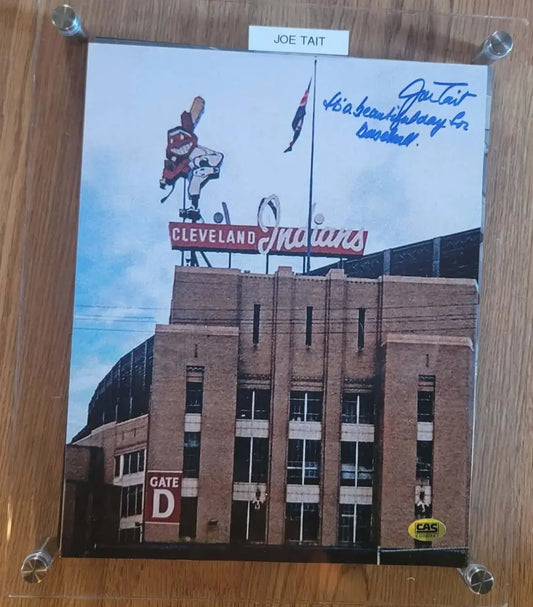 JOE TAIT
Joe Tait
It's a beautiful day for
Baseball.
CLEVELAND Indians
GATE
D
CAS